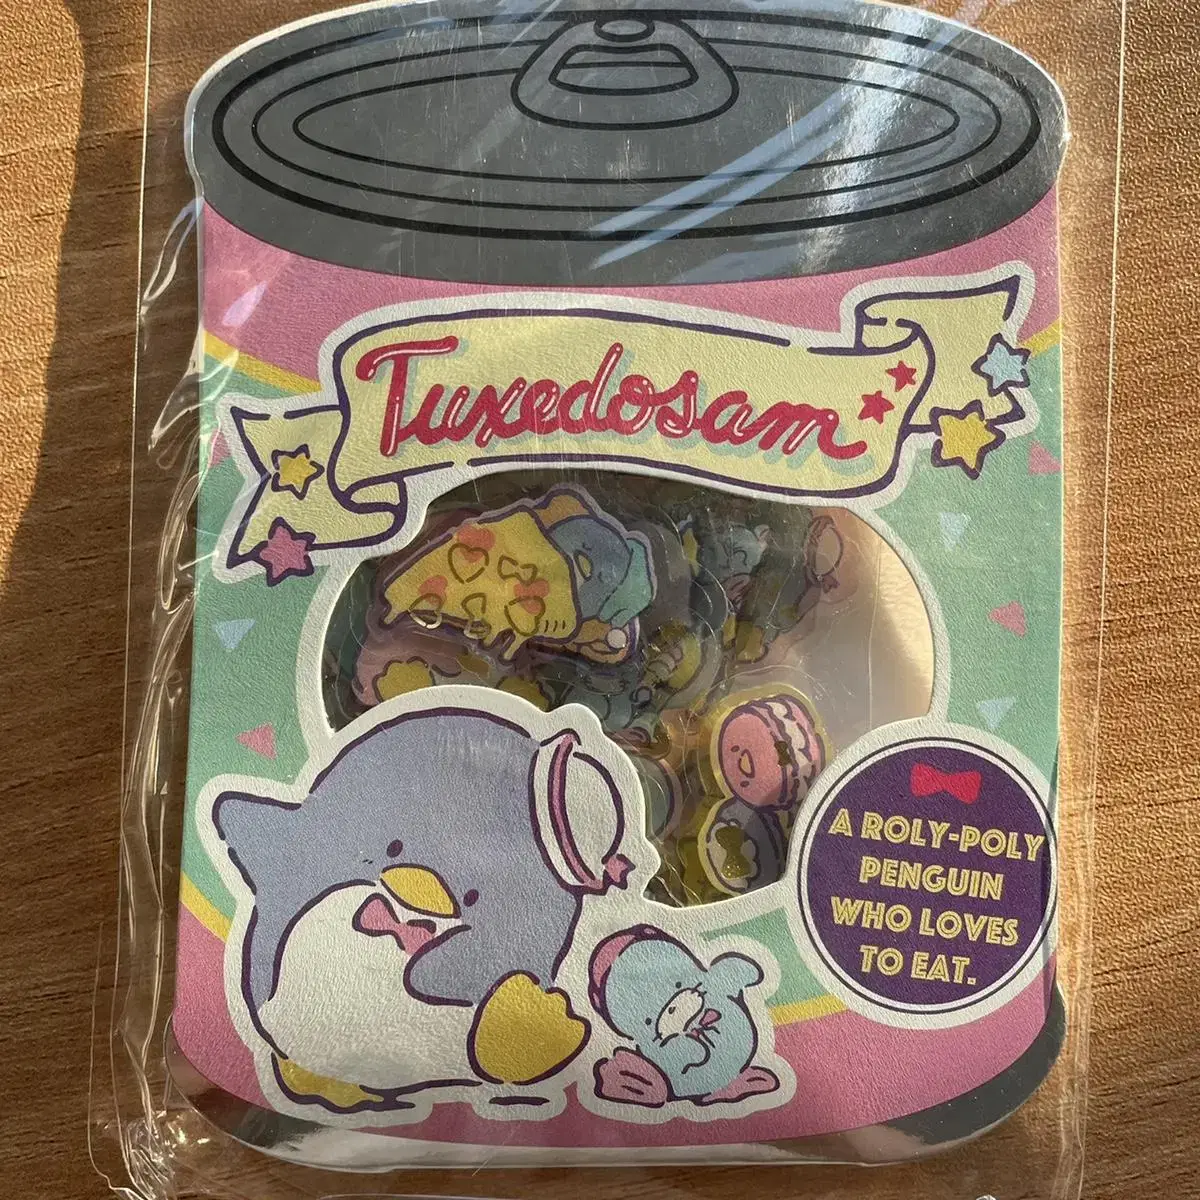 Tuxedosam
A ROLY-POLY
PENGUIN
WHO LOVES
TO EAT.